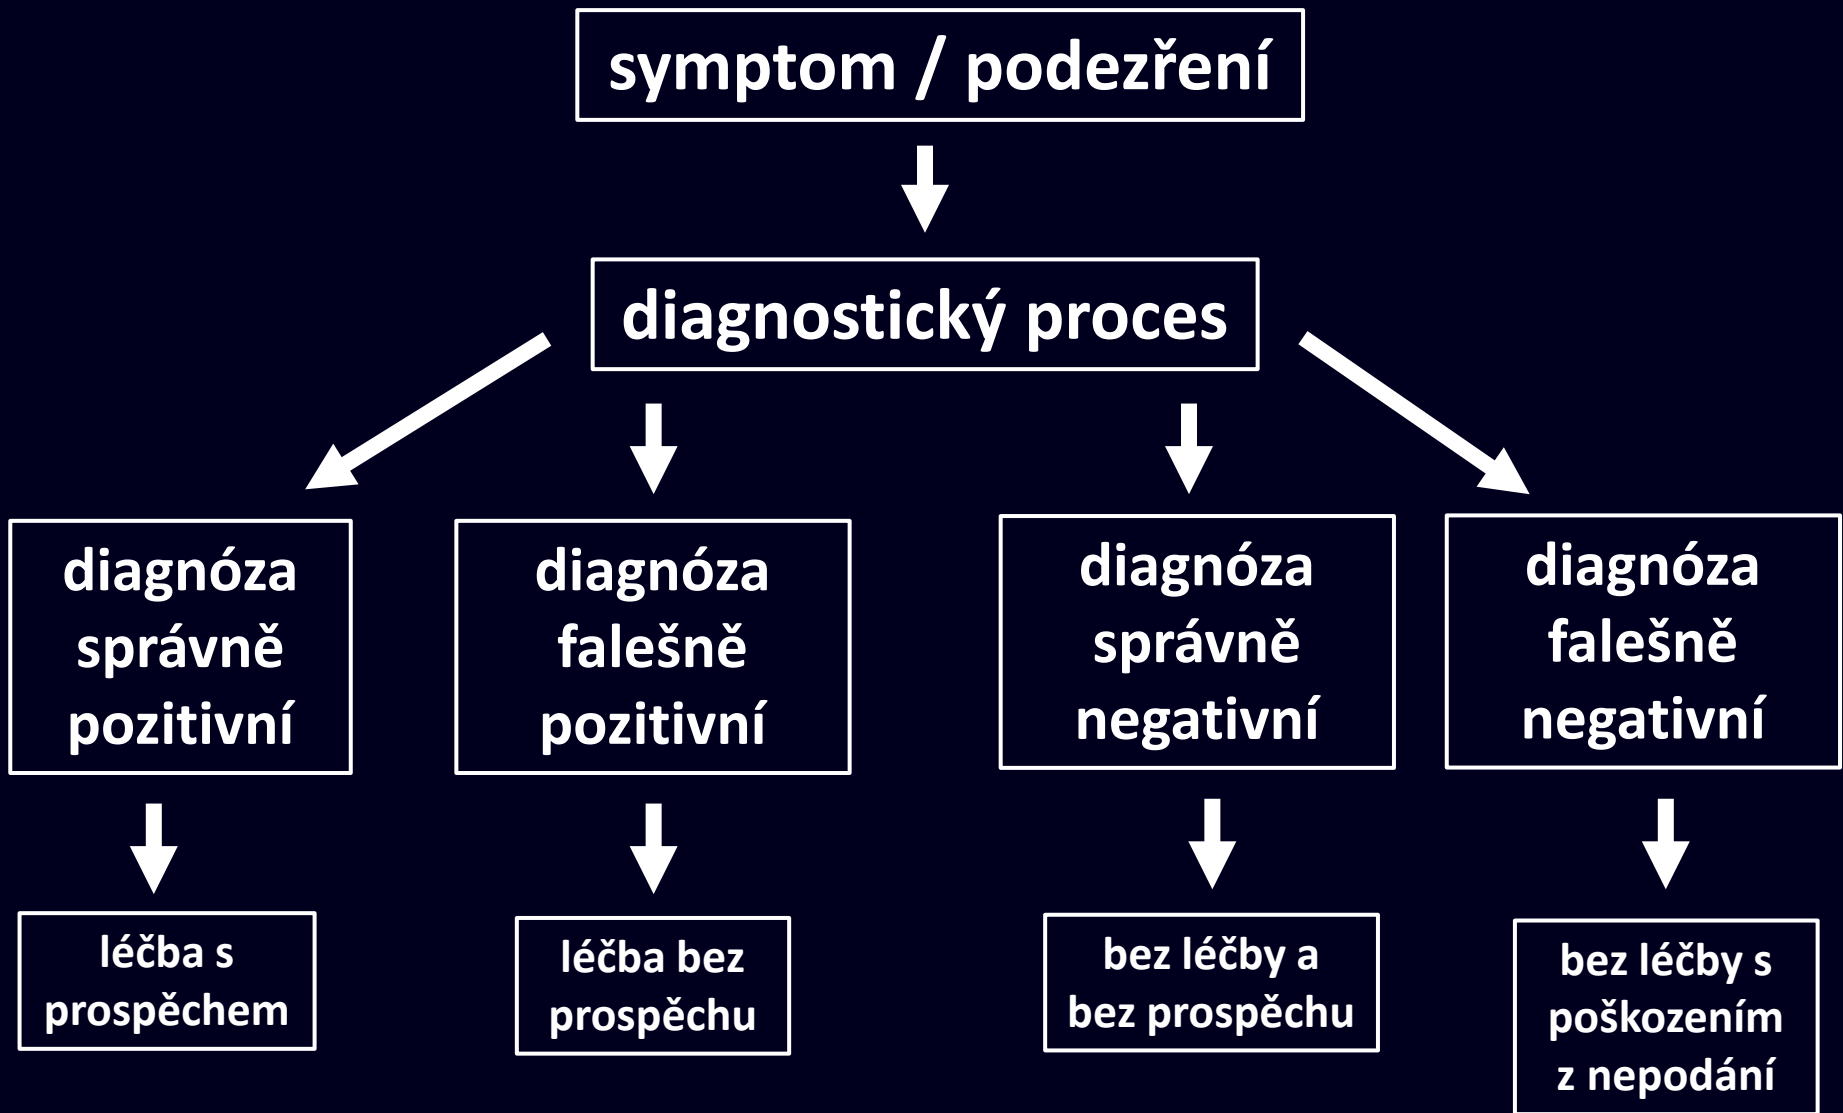 symptom / podezření
diagnostický proces
diagnóza
správně
pozitivní
diagnóza
falešně
pozitivní
diagnóza
správně
negativní
diagnóza
falešně
negativní
léčba s
prospěchem
léčba bez
prospěchu
bez léčby a
bez prospěchu
bez léčby s
poškozením
z nepodání